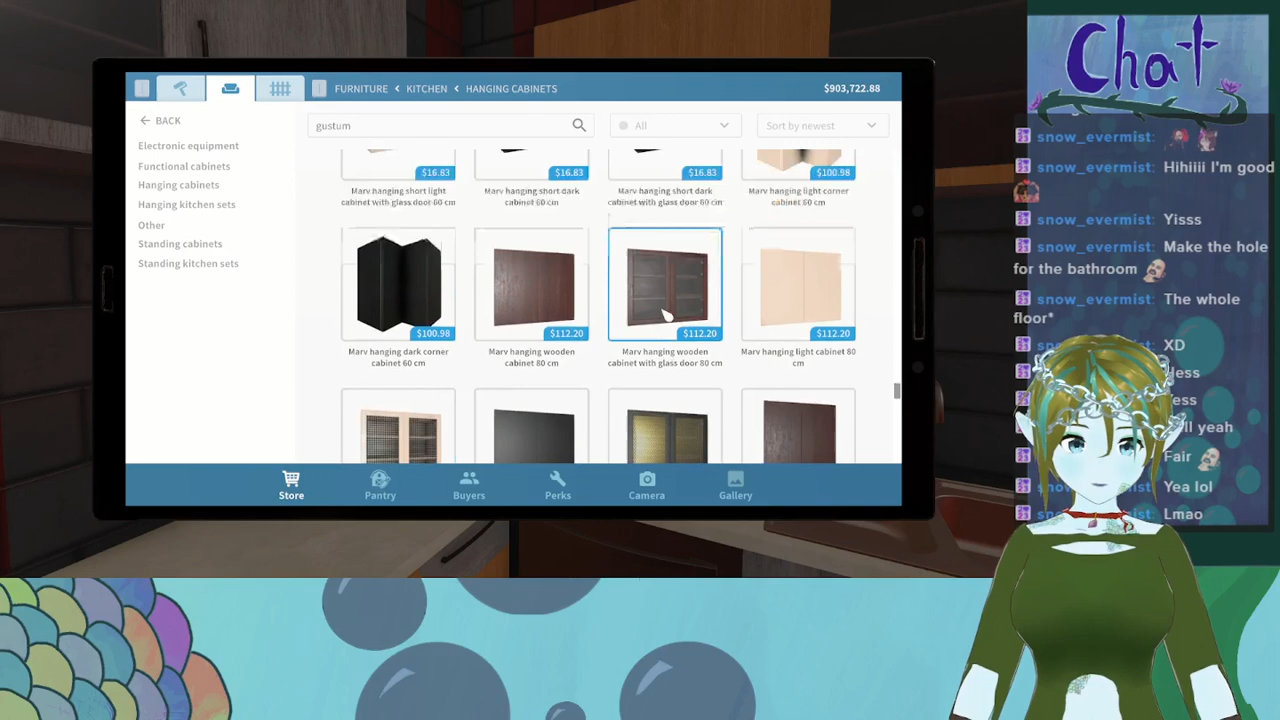 FURNITURE < KITCHEN < HANGING CABINETS
$903,722.88
BACK
gustum
All
Sort by newest
Electronic equipment
Functional cabinets
Hanging cabinets
Hanging kitchen sets
Other
Standing cabinets
Standing kitchen sets
$16.83
$16.83
$16.83
$100.98
Marv hanging short light
cabinet with glass door 60 cm
Marv hanging short dark
cabinet 60 cm
Marv hanging short dark
cabinet with glass door 60 cm
Marv hanging light corner
cabinet 60 cm
$100.98
$112.20
$112.20
$112.20
Marv hanging dark corner
cabinet 60 cm
Marv hanging wooden
cabinet 80 cm
Marv hanging wooden
cabinet with glass door 80 cm
Marv hanging light cabinet 80
cm
Store
Pantry
Buyers
Perks
Camera
Gallery
Chat
snow_evermist:
snow_evermist: Hihiiii I'm good
snow_evermist: Yisss
snow_evermist: Make the hole
for the bathroom
snow_evermist: The whole
floor*
XD
yeah
Fair
Yea lol
Lmao